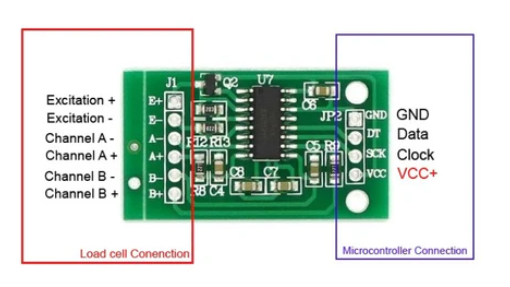 Excitation +
Excitation -
Channel A -
Channel A +
Channel B -
Channel B +
Load cell Conenction
J1
E+
E-
A-
A+
B-
B+
Q2
U7
C6
R12 R13
R8 C4
C8
C7
C5 R9
JP2
GND
DT
SCK
VCC
GND
Data
Clock
VCC+
Microcontroller Connection